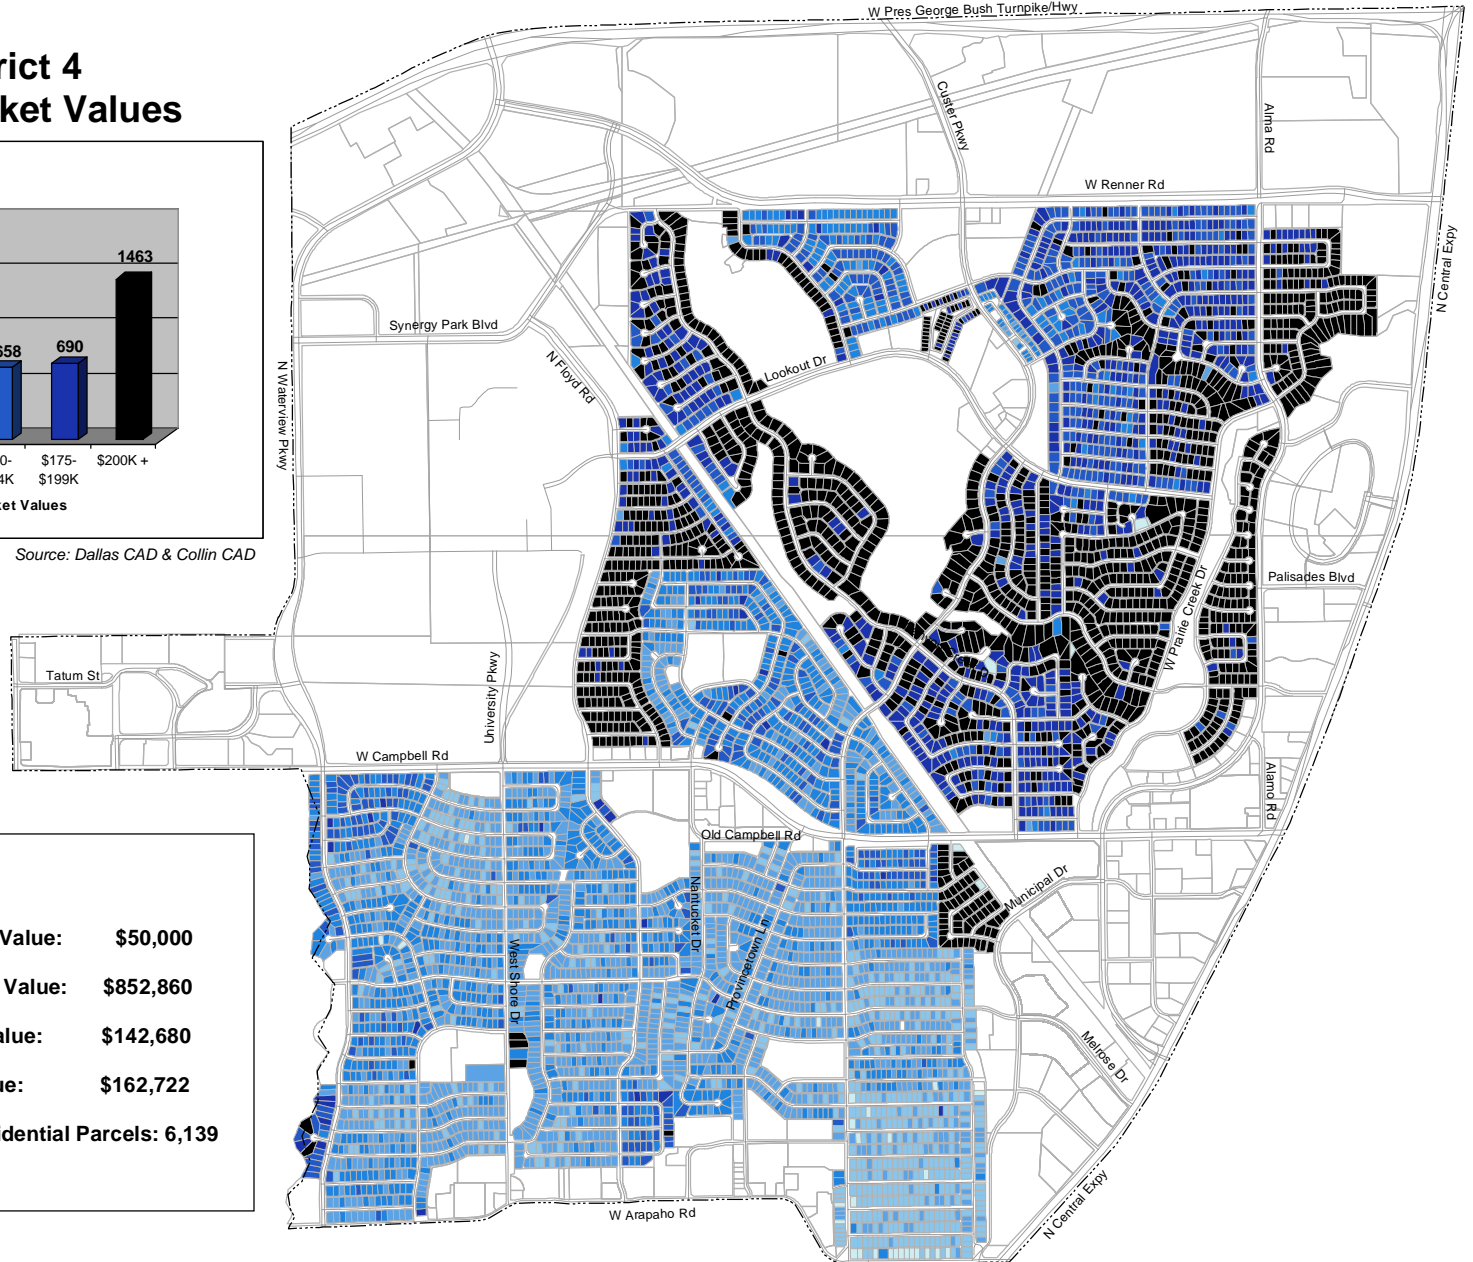 rict 4
ket Values
1463
658
690
0-
$175-
$200K +
4K
$199K
ket Values
Source: Dallas CAD & Collin CAD
Value: $50,000
Value: $852,860
alue: $142,680
ue: $162,722
idential Parcels: 6,139
W Pres George Bush Turnpike/Hwy
Custer Pkwy
Alma Rd
W Renner Rd
N Central Expy
Synergy Park Blvd
N Floyd Rd
Lookout Dr
N Waterview Pkwy
Palisades Blvd
W Prairie Creek Dr
Tatum St
University Pkwy
W Campbell Rd
Alamo Rd
Old Campbell Rd
Municipal Dr
Nantucket Dr
Provincetown Ln
West Shore Dr
Melrose Dr
N Central Expy
W Arapaho Rd